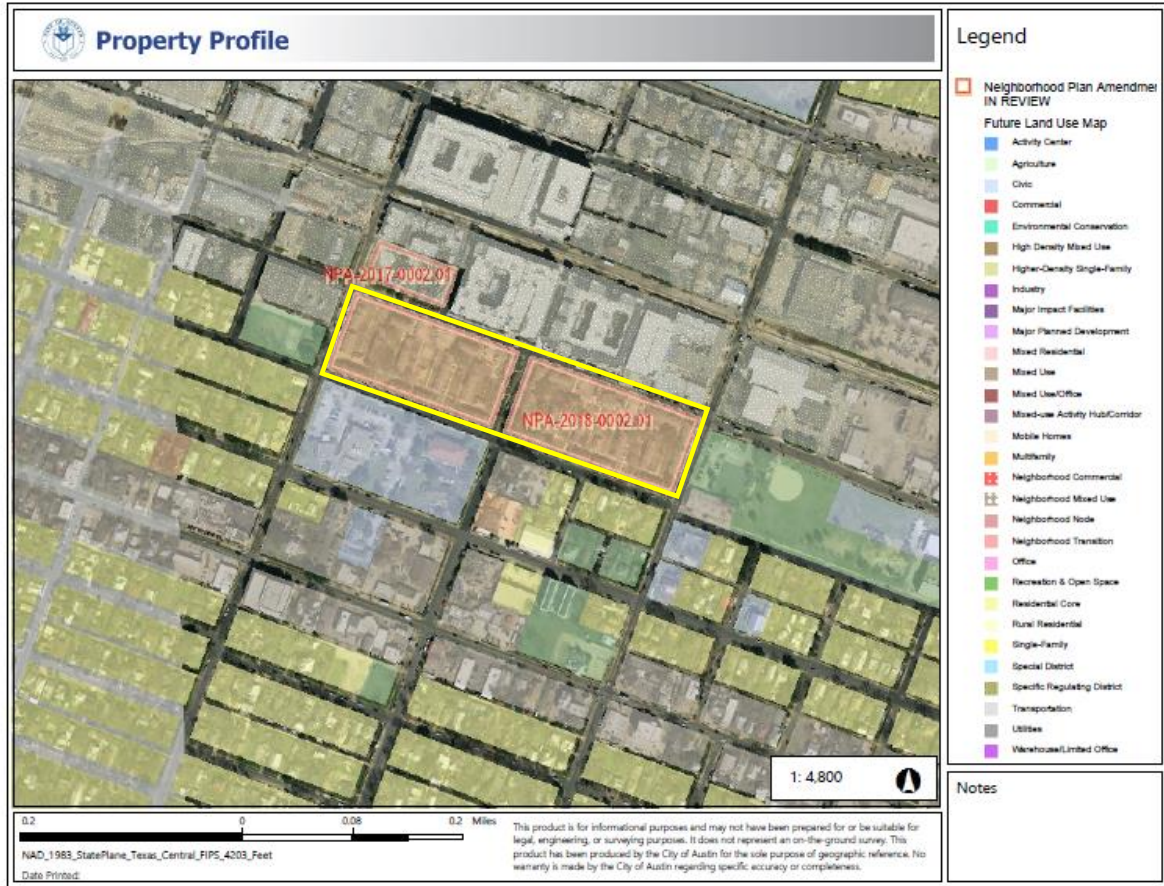 Property Profile
NPA-2017-0002.01
NPA-2018-0002.01
1: 4,800
0.2
0
0.08
0.2 Miles
NAD_1983_StatePlane_Texas_Central_FIPS_4203_Feet
Date Printed:
This product is for informational purposes and may not have been prepared for or be suitable for
legal, engineering, or surveying purposes. It does not represent an on-the-ground survey. This
product has been produced by the City of Austin for the sole purpose of geographic reference. No
warranty is made by the City of Austin regarding specific accuracy or completeness.
Legend
Neighborhood Plan Amendmer
IN REVIEW
Future Land Use Map
Activity Center
Agriculture
Civic
Commercial
Environmental Conservation
High Density Mixed Use
Higher-Density Single-Family
Industry
Major Impact Facilities
Major Planned Development
Mixed Residential
Mixed Use
Mixed Use/Office
Mixed-use Activity Hub/Corridor
Mobile Homes
Multifamily
Neighborhood Commercial
Neighborhood Mixed Use
Neighborhood Node
Neighborhood Transition
Office
Recreation & Open Space
Residential Core
Rural Residential
Single-Family
Special District
Specific Regulating District
Transportation
Utilities
Warehouse/Limited Office
Notes